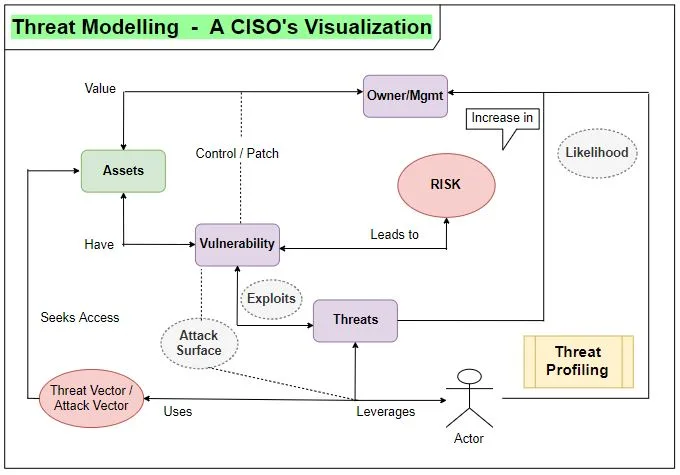 Threat Modelling - A CISO's Visualization
Value
Owner/Mgmt
Increase in
Likelihood
Control / Patch
Assets
RISK
Have
Vulnerability
Leads to
Exploits
Threats
Seeks Access
Attack
Surface
Threat
Profiling
Threat Vector /
Attack Vector
Uses
Leverages
Actor